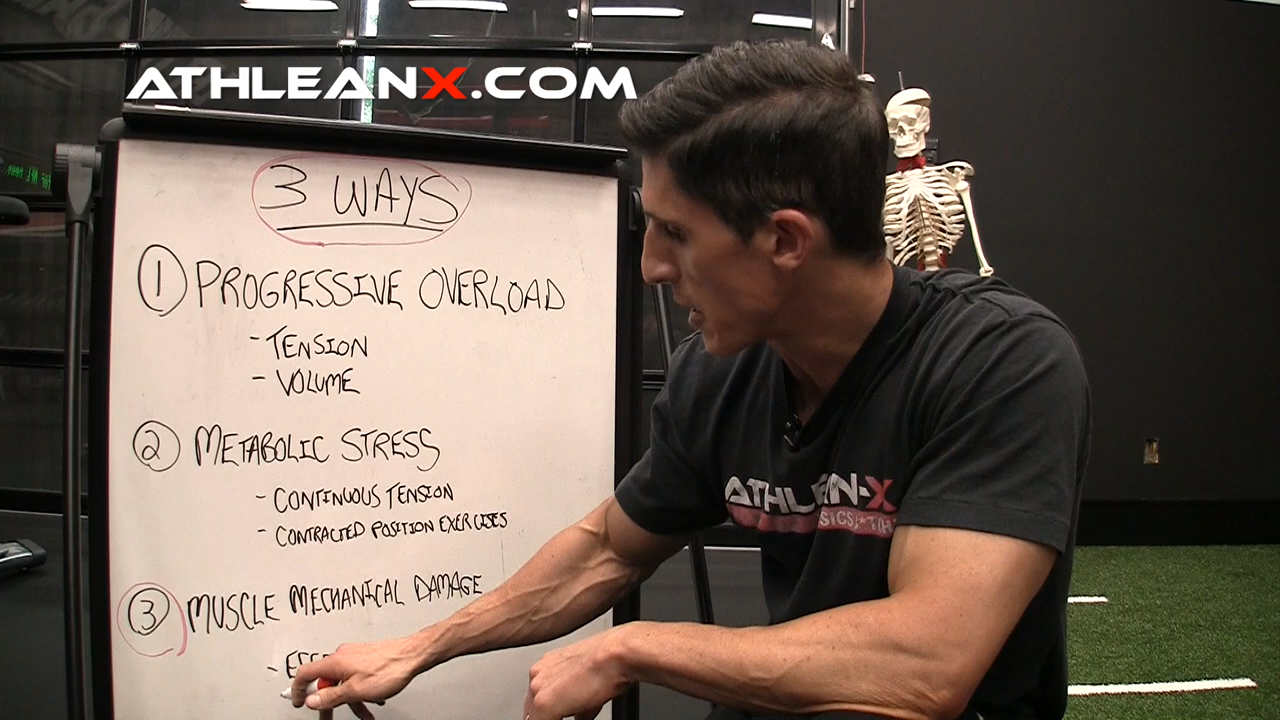 ATHLEANX.COM
3 WAYS
1 PROGRESSIVE OVERLOAD
- TENSION
- VOLUME
2 METABOLIC STRESS
- CONTINUOUS TENSION
- CONTRACTED POSITION EXERCISES
3 MUSCLE MECHANICAL DAMAGE
ATHLEAN-X